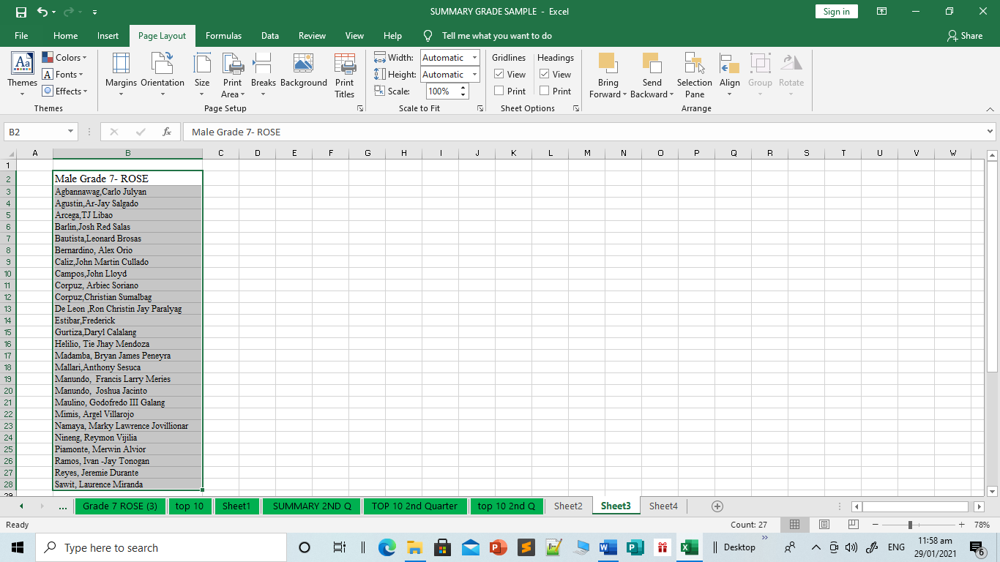 SUMMARY GRADE SAMPLE - Excel
Sign in
File Home Insert Page Layout Formulas Data Review View Help Tell me what you want to do Share
Aa Colors Width: Automatic Gridlines Headings
A Fonts Height: Automatic View View
Effects Scale: 100% Print Print
Themes Margins Orientation Size Print Area Breaks Background Print Titles Bring Forward Send Backward Selection Pane Align Group Rotate
Themes Page Setup Scale to Fit Sheet Options Arrange
B2 fx Male Grade 7- ROSE
A B C D E F G H I J K L M N O P Q R S T U V W
1
2 Male Grade 7- ROSE
3 Agbannawag,Carlo Julyan
4 Agustin,Ar-Jay Salgado
5 Arcega,TJ Libao
6 Barlin,Josh Red Salas
7 Bautista,Leonard Brosas
8 Bernardino, Alex Orio
9 Caliz,John Martin Cullado
10 Campos,John Lloyd
11 Corpuz, Arbiec Soriano
12 Corpuz,Christian Sumalbag
13 De Leon ,Ron Christin Jay Paralyag
14 Estibar,Frederick
15 Gurtiza,Daryl Calalang
16 Helilio, Tie Jhay Mendoza
17 Madamba, Bryan James Peneyra
18 Mallari,Anthony Sesuca
19 Manundo,  Francis Larry Meries
20 Manundo,  Joshua Jacinto
21 Maulino, Godofredo III Galang
22 Mimis, Argel Villarojo
23 Namaya, Marky Lawrence Jovillionar
24 Nineng, Reymon Vijilia
25 Piamonte, Merwin Alvior
26 Ramos, Ivan -Jay Tonogan
27 Reyes, Jeremie Durante
28 Sawit, Laurence Miranda
29
... Grade 7 ROSE (3) top 10 Sheet1 SUMMARY 2ND Q TOP 10 2nd Quarter top 10 2nd Q Sheet2 Sheet3 Sheet4
Ready Count: 27 78%
Type here to search Desktop ENG 11:58 am
29/01/2021 6